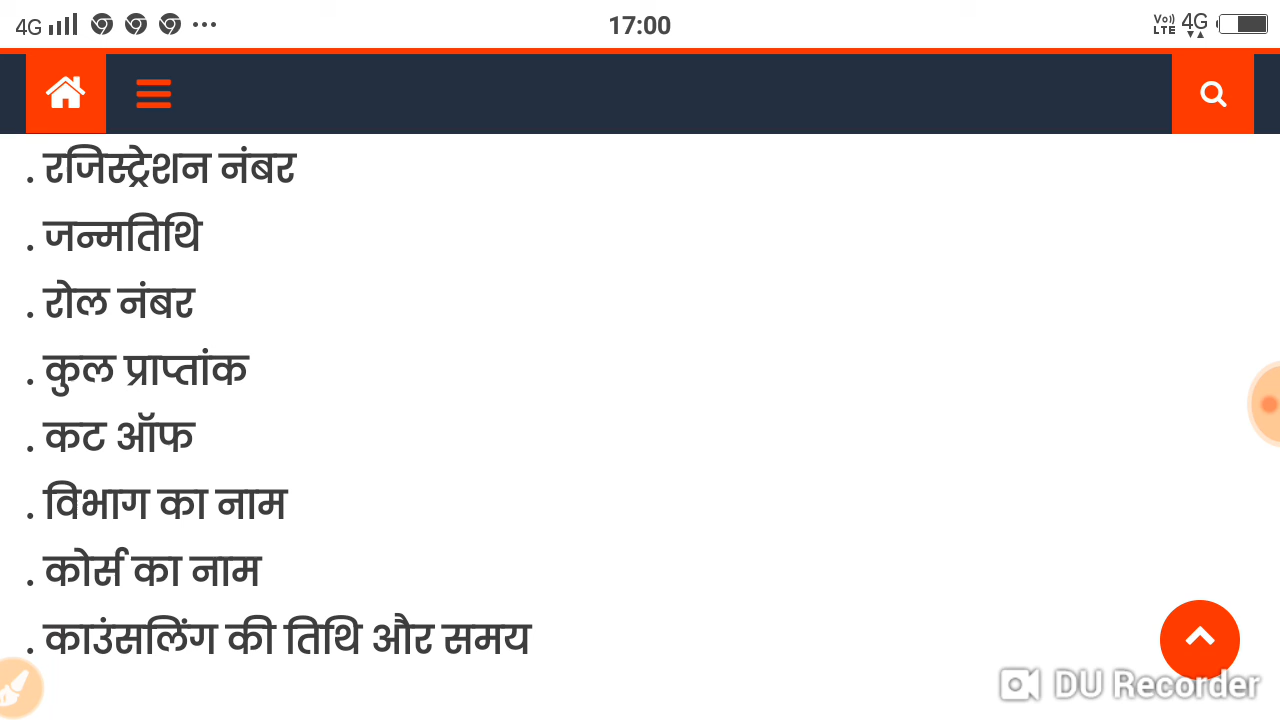 4G 17:00 Vo)) LTE 4G
. रजिस्ट्रेशन नंबर
. जन्मतिथि
. रोल नंबर
. कुल प्राप्तांक
. कट ऑफ
. विभाग का नाम
. कोर्स का नाम
. काउंसलिंग की तिथि और समय
DU Recorder